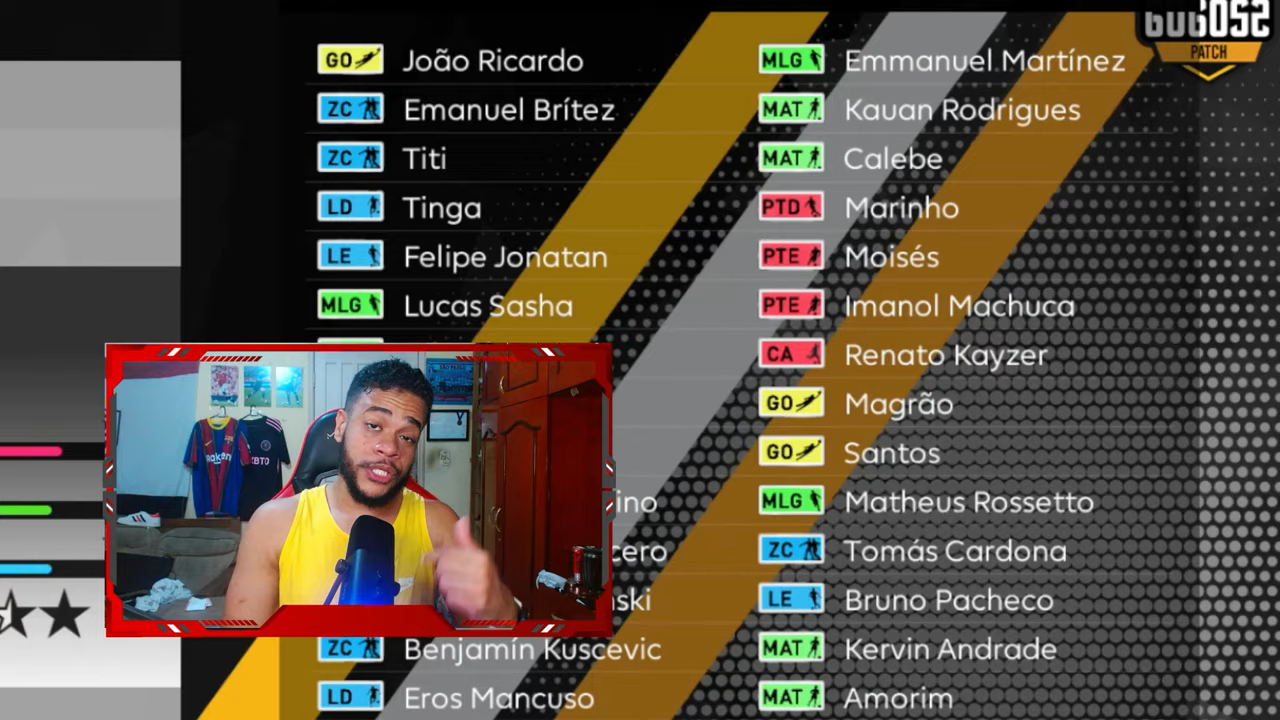 GO João Ricardo
ZC Emanuel Brítez
ZC Titi
LD Tinga
LE Felipe Jonatan
MLG Lucas Sasha
ZC Benjamín Kuscevic
LD Eros Mancuso
MLG Emmanuel Martínez
MAT Kauan Rodrigues
MAT Calebe
PTD Marinho
PTE Moisés
PTE Imanol Machuca
CA Renato Kayzer
GO Magrão
GO Santos
MLG Matheus Rossetto
ZC Tomás Cardona
LE Bruno Pacheco
MAT Kervin Andrade
MAT Amorim
PATCH